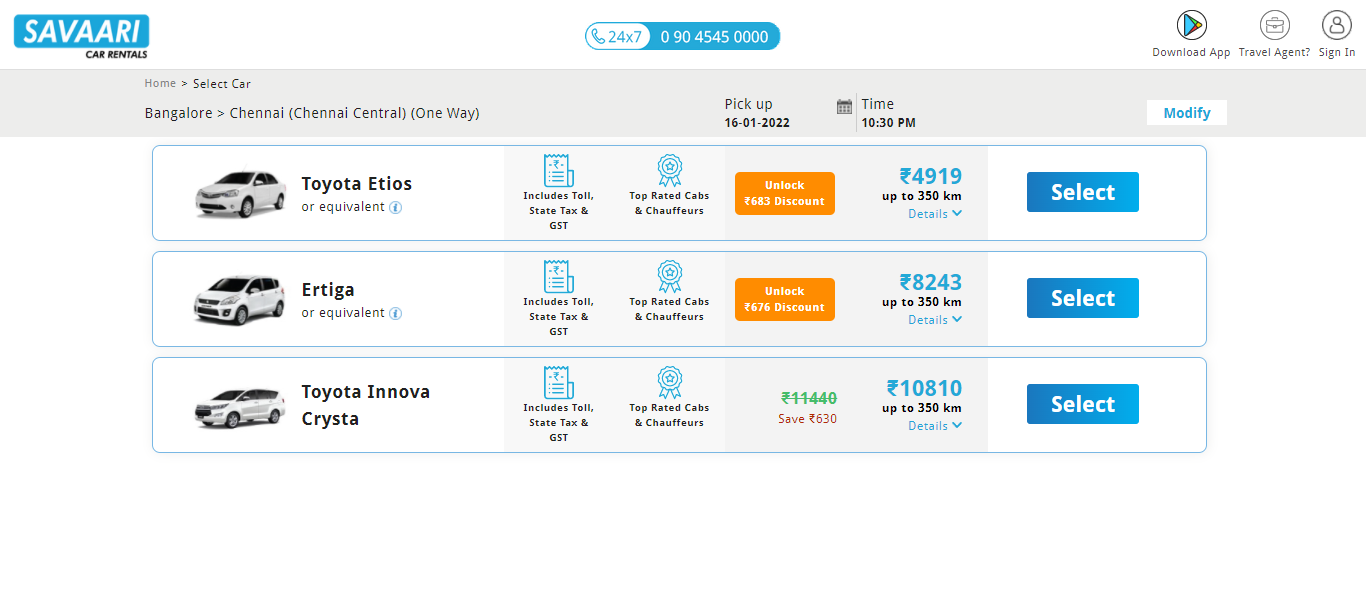 SAVAARI
CAR RENTALS
24x7 0 90 4545 0000
Download App Travel Agent? Sign In
Home > Select Car
Bangalore > Chennai (Chennai Central) (One Way)
Pick up
16-01-2022
Time
10:30 PM
Modify
Toyota Etios
or equivalent i
Includes Toll,
State Tax &
GST
Top Rated Cabs
& Chauffeurs
Unlock
₹683 Discount
₹4919
up to 350 km
Details
Select
Ertiga
or equivalent i
Includes Toll,
State Tax &
GST
Top Rated Cabs
& Chauffeurs
Unlock
₹676 Discount
₹8243
up to 350 km
Details
Select
Toyota Innova
Crysta
Includes Toll,
State Tax &
GST
Top Rated Cabs
& Chauffeurs
₹11440
Save ₹630
₹10810
up to 350 km
Details
Select